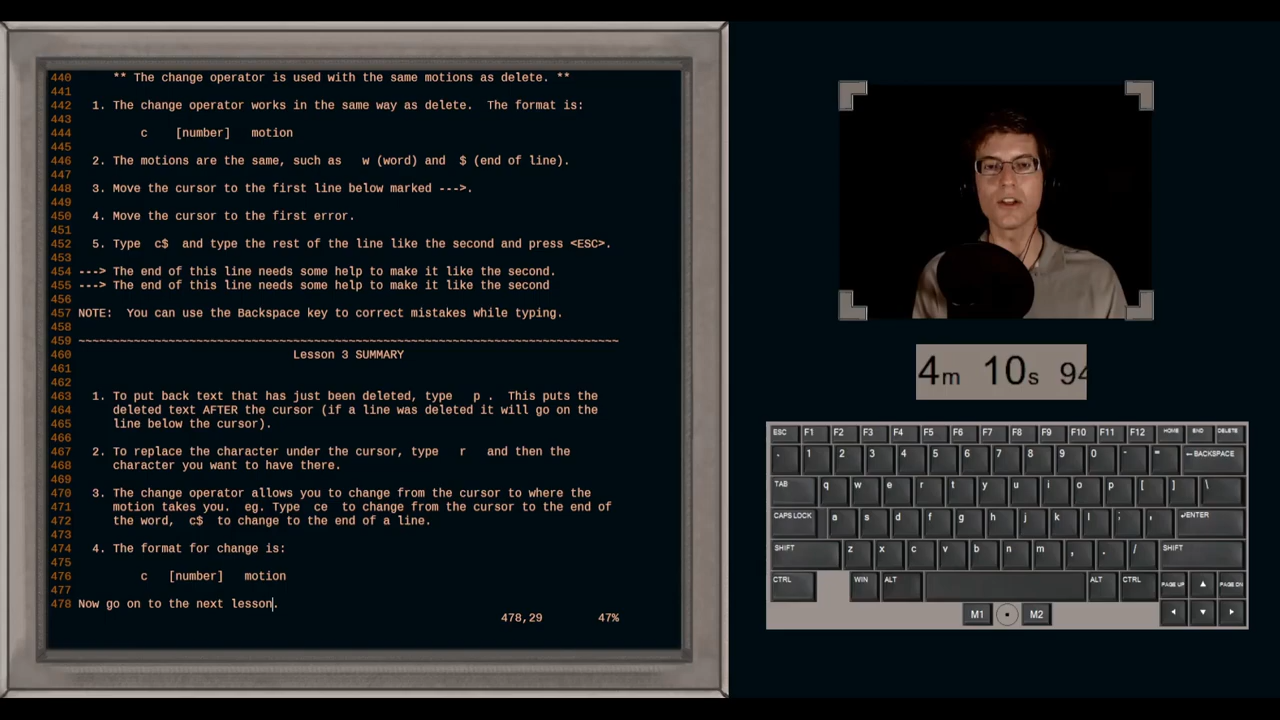 440 ** The change operator is used with the same motions as delete. **
441
442 1. The change operator works in the same way as delete. The format is:
443
444 c [number] motion
445
446 2. The motions are the same, such as w (word) and $ (end of line).
447
448 3. Move the cursor to the first line below marked --->.
449
450 4. Move the cursor to the first error.
451
452 5. Type c$ and type the rest of the line like the second and press <ESC>.
453
454 ---> The end of this line needs some help to make it like the second.
455 ---> The end of this line needs some help to make it like the second
456
457 NOTE: You can use the Backspace key to correct mistakes while typing.
458
459 ~~~~~~~~~~~~~~~~~~~~~~~~~~~~~~~~~~~~~~~~~~~~~~~~~~~~~~~~~~~~~~~~~~~~~~~~~~~~~~
460 Lesson 3 SUMMARY
461
462
463 1. To put back text that has just been deleted, type p . This puts the
464 deleted text AFTER the cursor (if a line was deleted it will go on the
465 line below the cursor).
466
467 2. To replace the character under the cursor, type r and then the
468 character you want to have there.
469
470 3. The change operator allows you to change from the cursor to where the
471 motion takes you. eg. Type ce to change from the cursor to the end of
472 the word, c$ to change to the end of a line.
473
474 4. The format for change is:
475
476 c [number] motion
477
478 Now go on to the next lesson.
478,29 47%
4m 10s 94
ESC F1 F2 F3 F4 F5 F6 F7 F8 F9 F10 F11 F12 HOME END DELETE
1 2 3 4 5 6 7 8 9 0 - = ←BACKSPACE
TAB q w e r t y u i o p [ ] \
CAPS LOCK a s d f g h j k l ; ' ↵ENTER
SHIFT z x c v b n m , . / SHIFT
CTRL WIN ALT ALT CTRL PAGE UP ▲ PAGE DN
M1 M2 ◄ ▼ ►